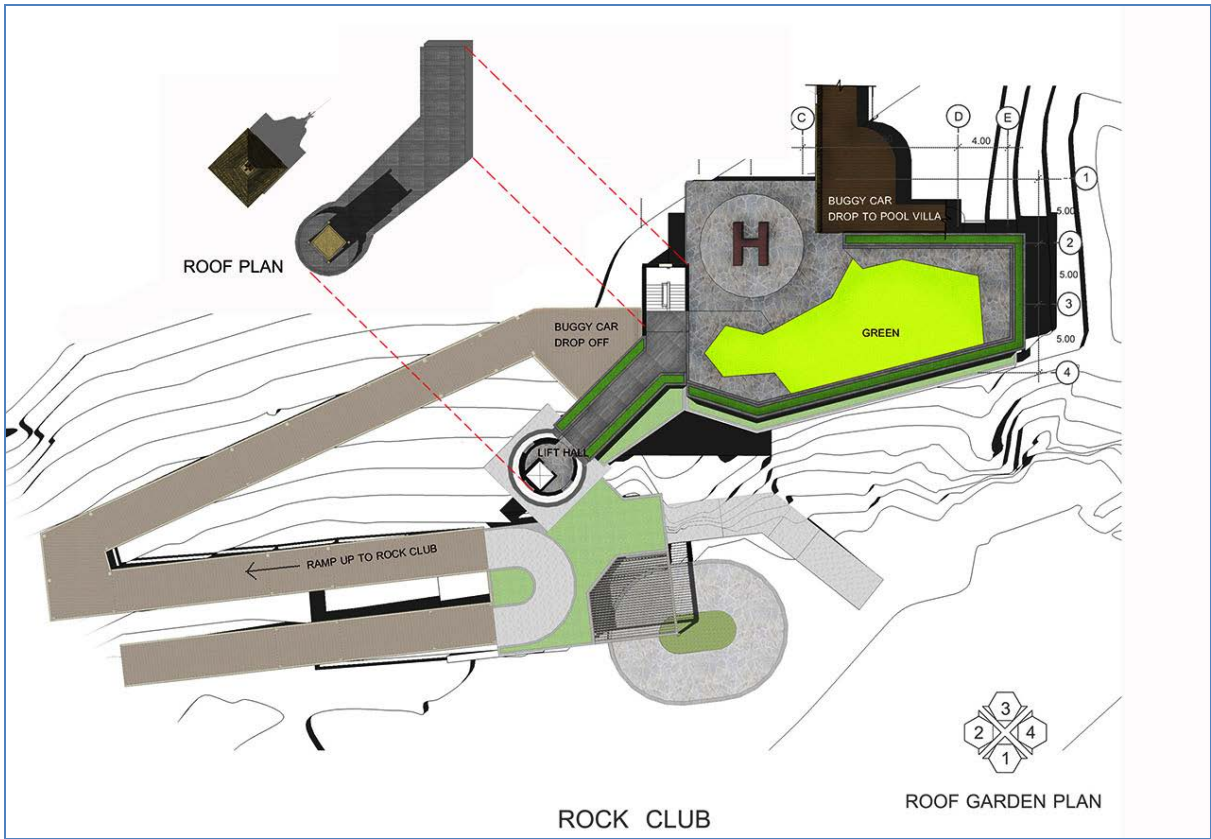 C
D
E
4.00
1
BUGGY CAR
DROP TO POOL VILLA
5.00
2
H
ROOF PLAN
5.00
3
BUGGY CAR
DROP OFF
GREEN
5.00
4
LIFT HALL
RAMP UP TO ROCK CLUB
3
2
4
1
ROOF GARDEN PLAN
ROCK CLUB